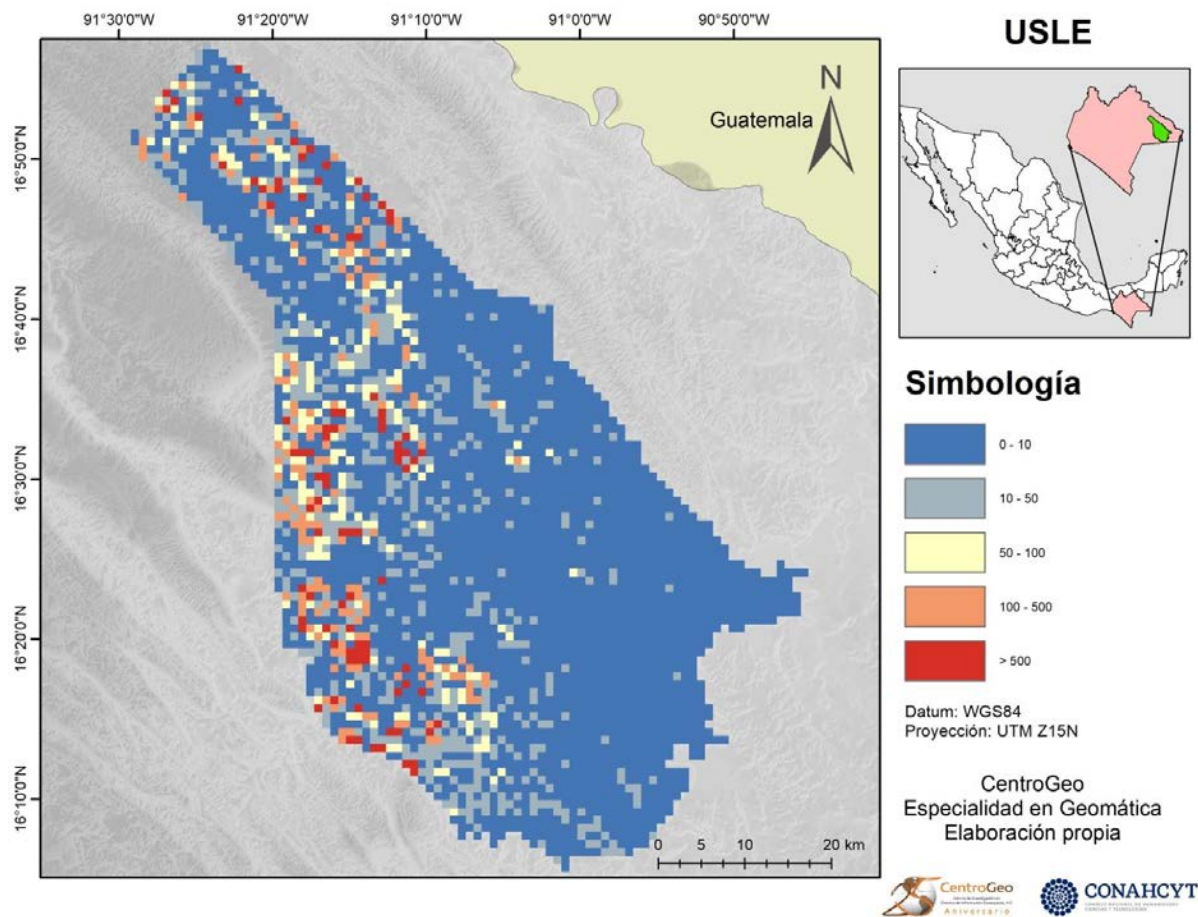 USLE
91°30'0"W
91°20'0"W
91°10'0"W
91°00'0"W
90°50'0"W
N
Guatemala
16°50'0"N
16°40'0"N
16°30'0"N
16°20'0"N
16°10'0"N
0 5 10 20 km
Simbología
0 - 10
10 - 50
50 - 100
100 - 500
> 500
Datum: WGS84
Proyección: UTM Z15N
CentroGeo
Especialidad en Geomática
Elaboración propia
CentroGeo
Aniversario
CONAHCYT